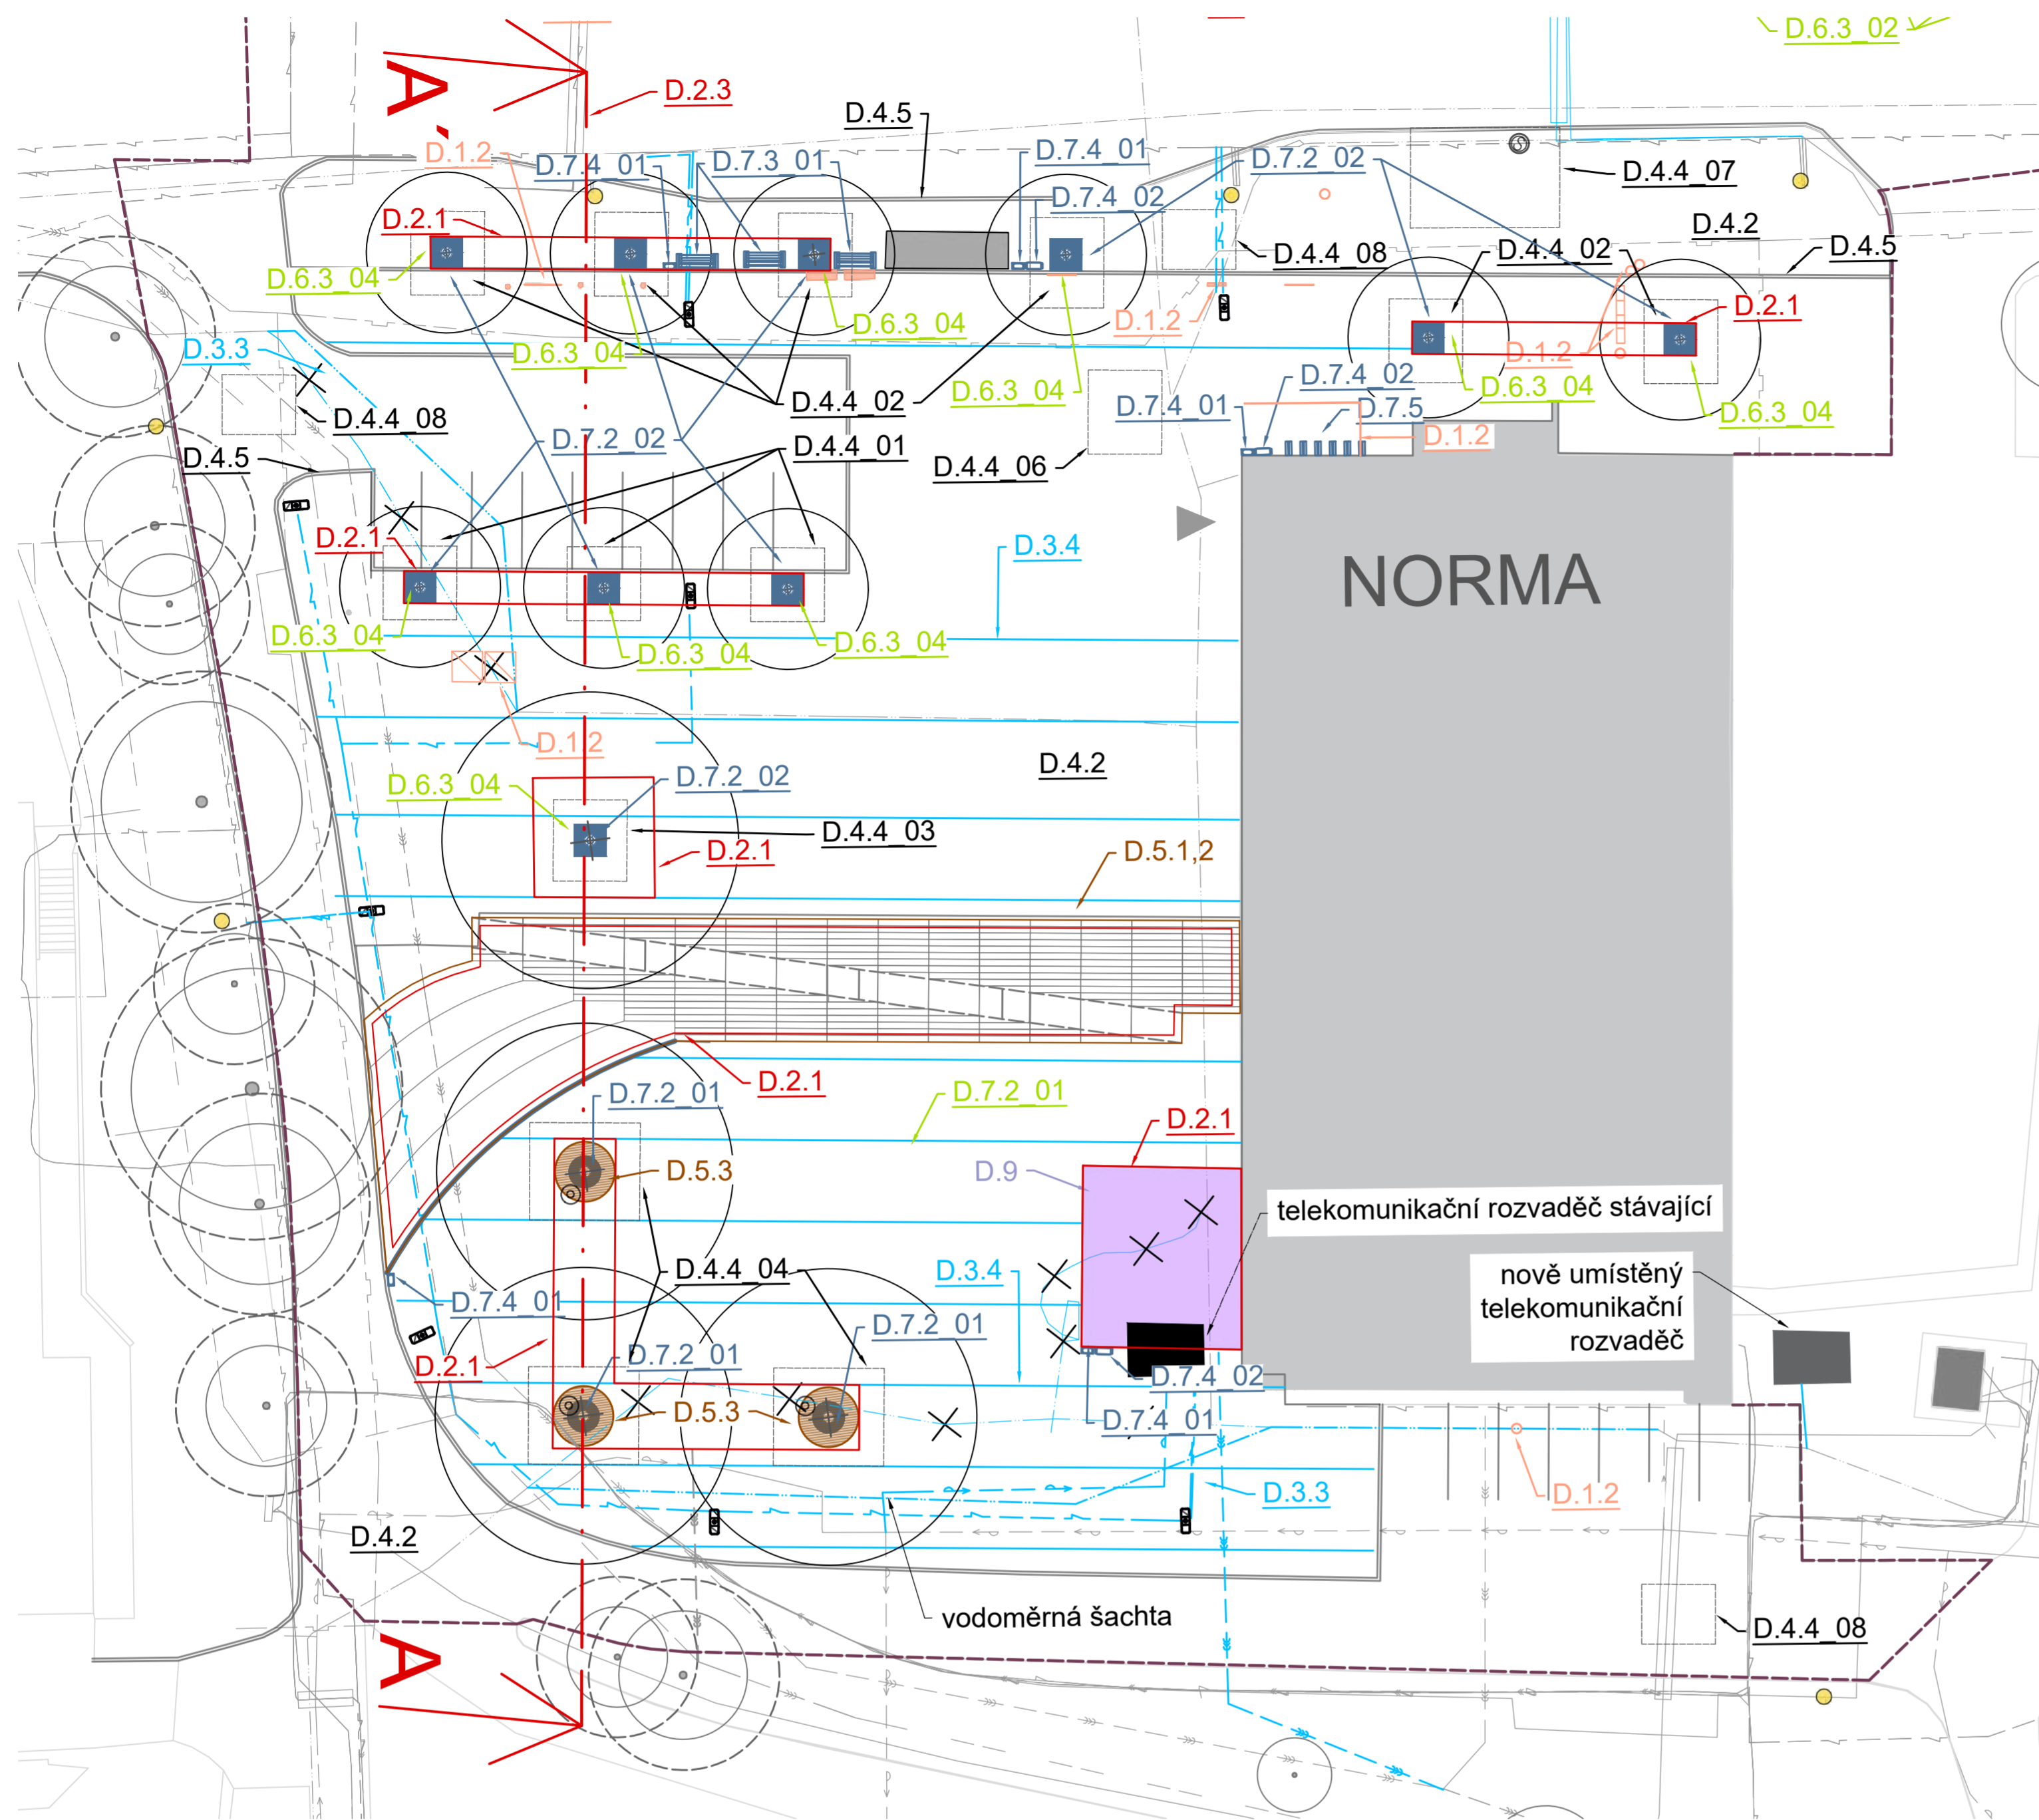 D.6.3_02
A´
D.2.3
D.4.5
D.1.2
D.7.4_01
D.7.3_01
D.7.4_01
D.7.2_02
D.4.4_07
D.7.4_02
D.2.1
D.4.2
D.4.4_02
D.4.4_08
D.4.5
D.6.3_04
D.2.1
D.6.3_04
D.1.2
D.3.3
D.6.3_04
D.1.2
D.7.4_02
D.6.3_04
D.6.3_04
D.4.4_02
D.7.4_01
D.7.5
D.6.3_04
D.4.4_08
D.7.2_02
D.4.4_01
D.1.2
D.4.5
D.4.4_06
D.2.1
D.3.4
NORMA
D.6.3_04
D.6.3_04
D.6.3_04
D.1.2
D.4.2
D.6.3_04
D.7.2_02
D.4.4_03
D.2.1
D.5.1,2
D.2.1
D.7.2_01
D.7.2_01
D.2.1
D.5.3
D.9
telekomunikační rozvaděč stávající
D.4.4_04
D.3.4
nově umístěný
telekomunikační
rozvaděč
D.7.4_01
D.7.2_01
D.2.1
D.7.2_01
D.7.4_02
D.5.3
D.7.4_01
D.3.3
D.1.2
D.4.2
vodoměrná šachta
D.4.4_08
A